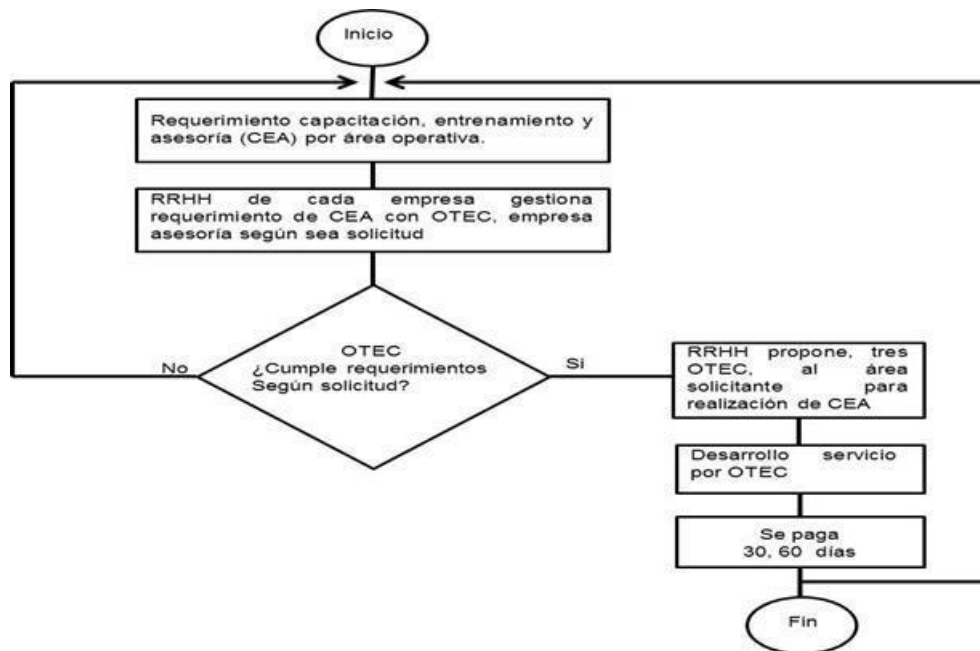 Inicio
Requerimiento capacitación, entrenamiento y
asesoría (CEA) por área operativa.
RRHH de cada empresa gestiona
requerimiento de CEA con OTEC, empresa
asesoría según sea solicitud
OTEC
¿Cumple requerimientos
Según solicitud?
No
Si
RRHH propone, tres
OTEC, al área
solicitante para
realización de CEA
Desarrollo servicio
por OTEC
Se paga
30, 60 días
Fin